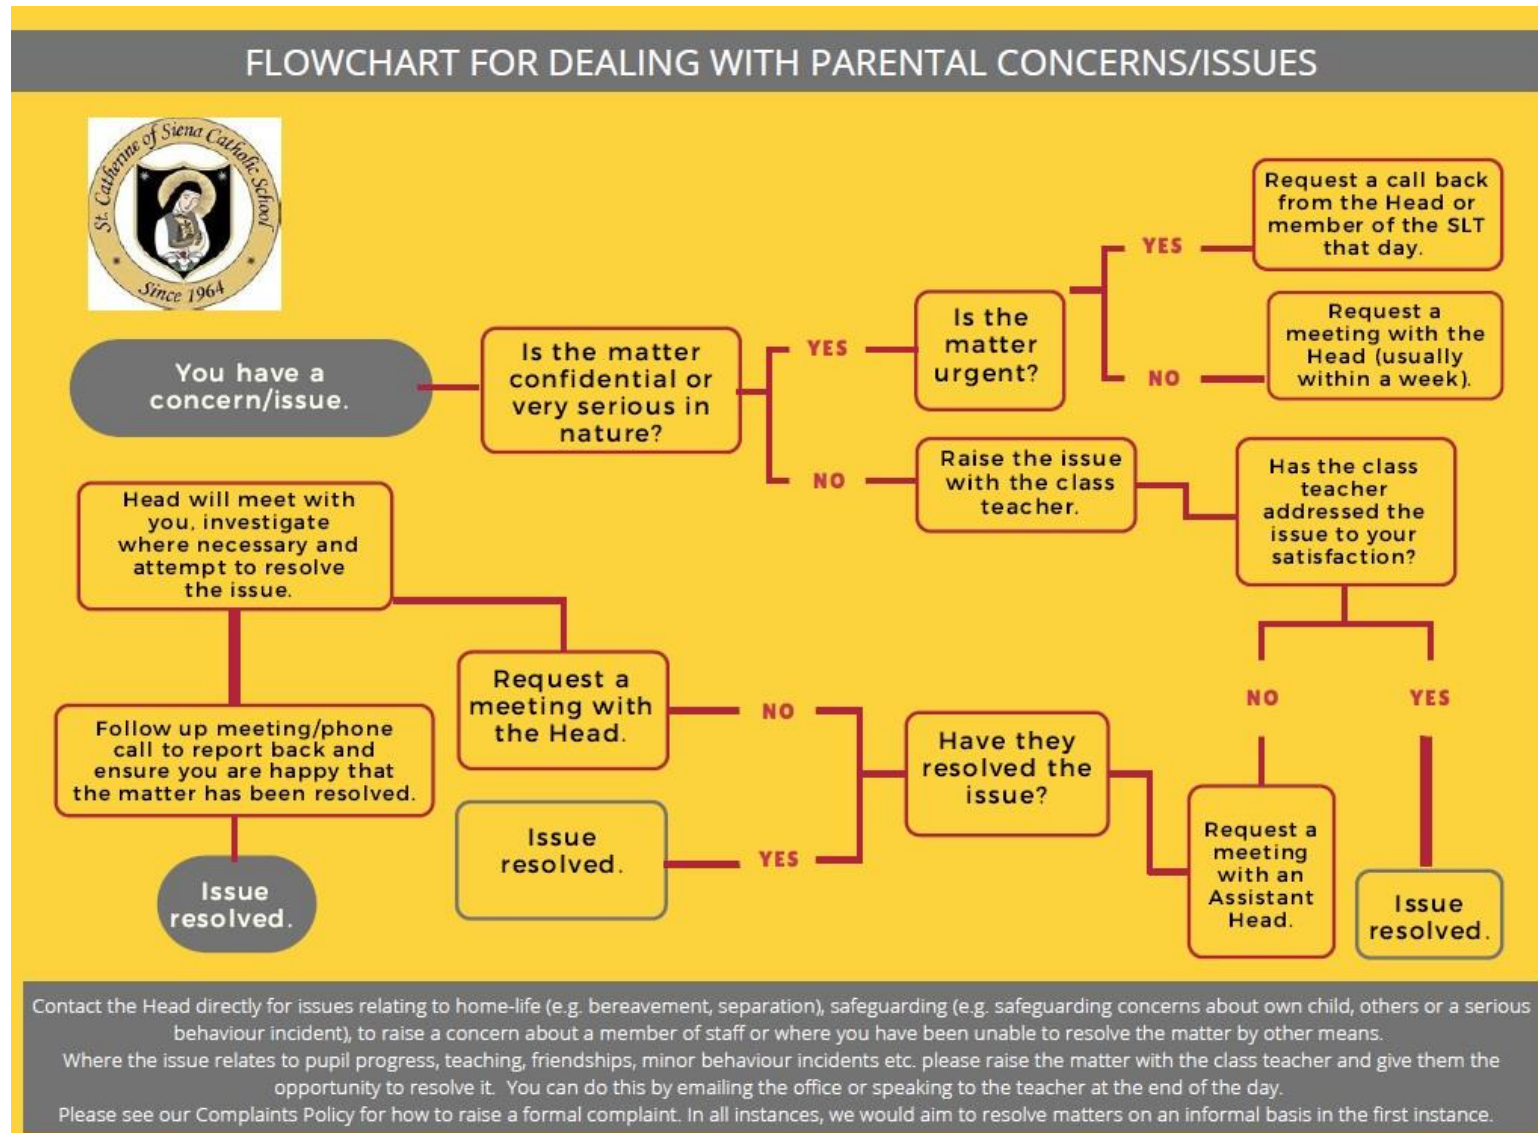 FLOWCHART FOR DEALING WITH PARENTAL CONCERNS/ISSUES
St. Catherine of Siena Catholic School
Since 1964
You have a
concern/issue.
Is the matter
confidential or
very serious in
nature?
YES
Is the
matter
urgent?
YES
Request a call back
from the Head or
member of the SLT
that day.
NO
Request a
meeting with the
Head (usually
within a week).
NO
Raise the issue
with the class
teacher.
Has the class
teacher
addressed the
issue to your
satisfaction?
NO
YES
Request a
meeting
with an
Assistant
Head.
Issue
resolved.
Have they
resolved the
issue?
NO
Request a
meeting with
the Head.
YES
Issue
resolved.
Head will meet with
you, investigate
where necessary and
attempt to resolve
the issue.
Follow up meeting/phone
call to report back and
ensure you are happy that
the matter has been resolved.
Issue
resolved.
Contact the Head directly for issues relating to home-life (e.g. bereavement, separation), safeguarding (e.g. safeguarding concerns about own child, others or a serious
behaviour incident), to raise a concern about a member of staff or where you have been unable to resolve the matter by other means.
Where the issue relates to pupil progress, teaching, friendships, minor behaviour incidents etc. please raise the matter with the class teacher and give them the
opportunity to resolve it. You can do this by emailing the office or speaking to the teacher at the end of the day.
Please see our Complaints Policy for how to raise a formal complaint. In all instances, we would aim to resolve matters on an informal basis in the first instance.